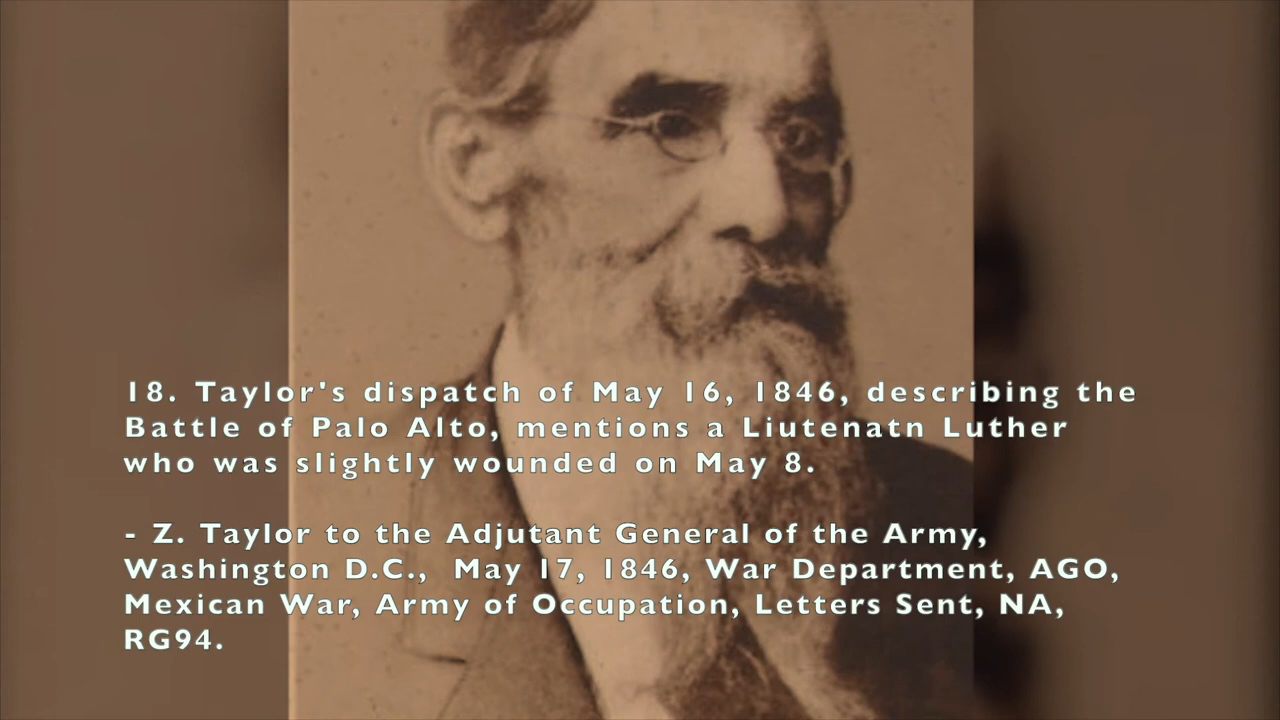 18. Taylor's dispatch of May 16, 1846, describing the
Battle of Palo Alto, mentions a Liutenatn Luther
who was slightly wounded on May 8.
- Z. Taylor to the Adjutant General of the Army,
Washington D.C.,  May 17, 1846, War Department, AGO,
Mexican War, Army of Occupation, Letters Sent, NA,
RG94.